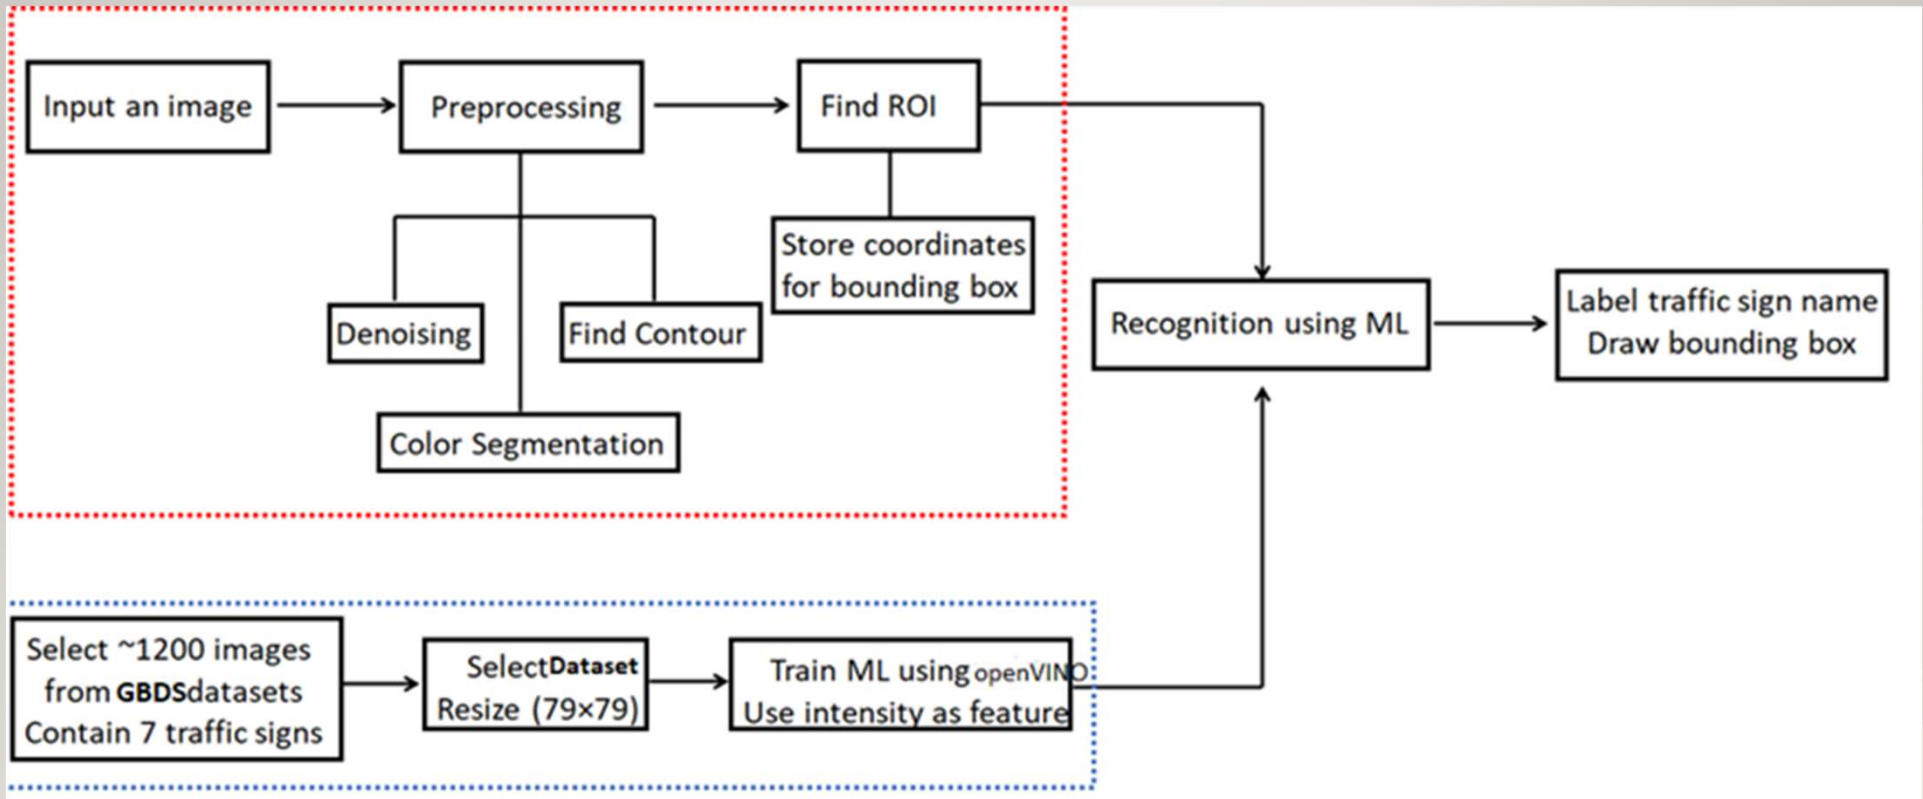 Input an image
Preprocessing
Find ROI
Store coordinates
for bounding box
Denoising
Find Contour
Color Segmentation
Recognition using ML
Label traffic sign name
Draw bounding box
Select ~1200 images
from GBDSdatasets
Contain 7 traffic signs
SelectDataset
Resize (79×79)
Train ML using openVINO
Use intensity as feature